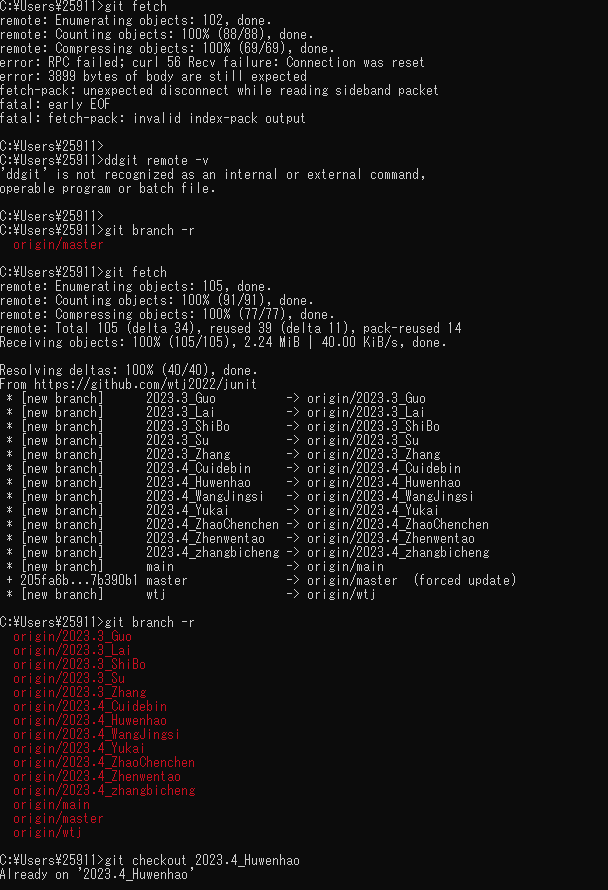 C:¥Users¥25911>git fetch
remote: Enumerating objects: 102, done.
remote: Counting objects: 100% (88/88), done.
remote: Compressing objects: 100% (69/69), done.
error: RPC failed; curl 56 Recv failure: Connection was reset
error: 3899 bytes of body are still expected
fetch-pack: unexpected disconnect while reading sideband packet
fatal: early EOF
fatal: fetch-pack: invalid index-pack output
C:¥Users¥25911>
C:¥Users¥25911>ddgit remote -v
'ddgit' is not recognized as an internal or external command,
operable program or batch file.
C:¥Users¥25911>
C:¥Users¥25911>git branch -r
origin/master
C:¥Users¥25911>git fetch
remote: Enumerating objects: 105, done.
remote: Counting objects: 100% (91/91), done.
remote: Compressing objects: 100% (77/77), done.
remote: Total 105 (delta 34), reused 39 (delta 11), pack-reused 14
Receiving objects: 100% (105/105), 2.24 MiB | 40.00 KiB/s, done.
Resolving deltas: 100% (40/40), done.
From https://github.com/wtj2022/junit
* [new branch] 2023.3_Guo -> origin/2023.3_Guo
* [new branch] 2023.3_Lai -> origin/2023.3_Lai
* [new branch] 2023.3_ShiBo -> origin/2023.3_ShiBo
* [new branch] 2023.3_Su -> origin/2023.3_Su
* [new branch] 2023.3_Zhang -> origin/2023.3_Zhang
* [new branch] 2023.4_Cuidebin -> origin/2023.4_Cuidebin
* [new branch] 2023.4_Huwenhao -> origin/2023.4_Huwenhao
* [new branch] 2023.4_WangJingsi -> origin/2023.4_WangJingsi
* [new branch] 2023.4_Yukai -> origin/2023.4_Yukai
* [new branch] 2023.4_ZhaoChenchen -> origin/2023.4_ZhaoChenchen
* [new branch] 2023.4_Zhenwentao -> origin/2023.4_Zhenwentao
* [new branch] 2023.4_zhangbicheng -> origin/2023.4_zhangbicheng
* [new branch] main -> origin/main
+ 205fa6b...7b390b1 master -> origin/master (forced update)
* [new branch] wtj -> origin/wtj
C:¥Users¥25911>git branch -r
origin/2023.3_Guo
origin/2023.3_Lai
origin/2023.3_ShiBo
origin/2023.3_Su
origin/2023.3_Zhang
origin/2023.4_Cuidebin
origin/2023.4_Huwenhao
origin/2023.4_WangJingsi
origin/2023.4_Yukai
origin/2023.4_ZhaoChenchen
origin/2023.4_Zhenwentao
origin/2023.4_zhangbicheng
origin/main
origin/master
origin/wtj
C:¥Users¥25911>git checkout 2023.4_Huwenhao
Already on '2023.4_Huwenhao'